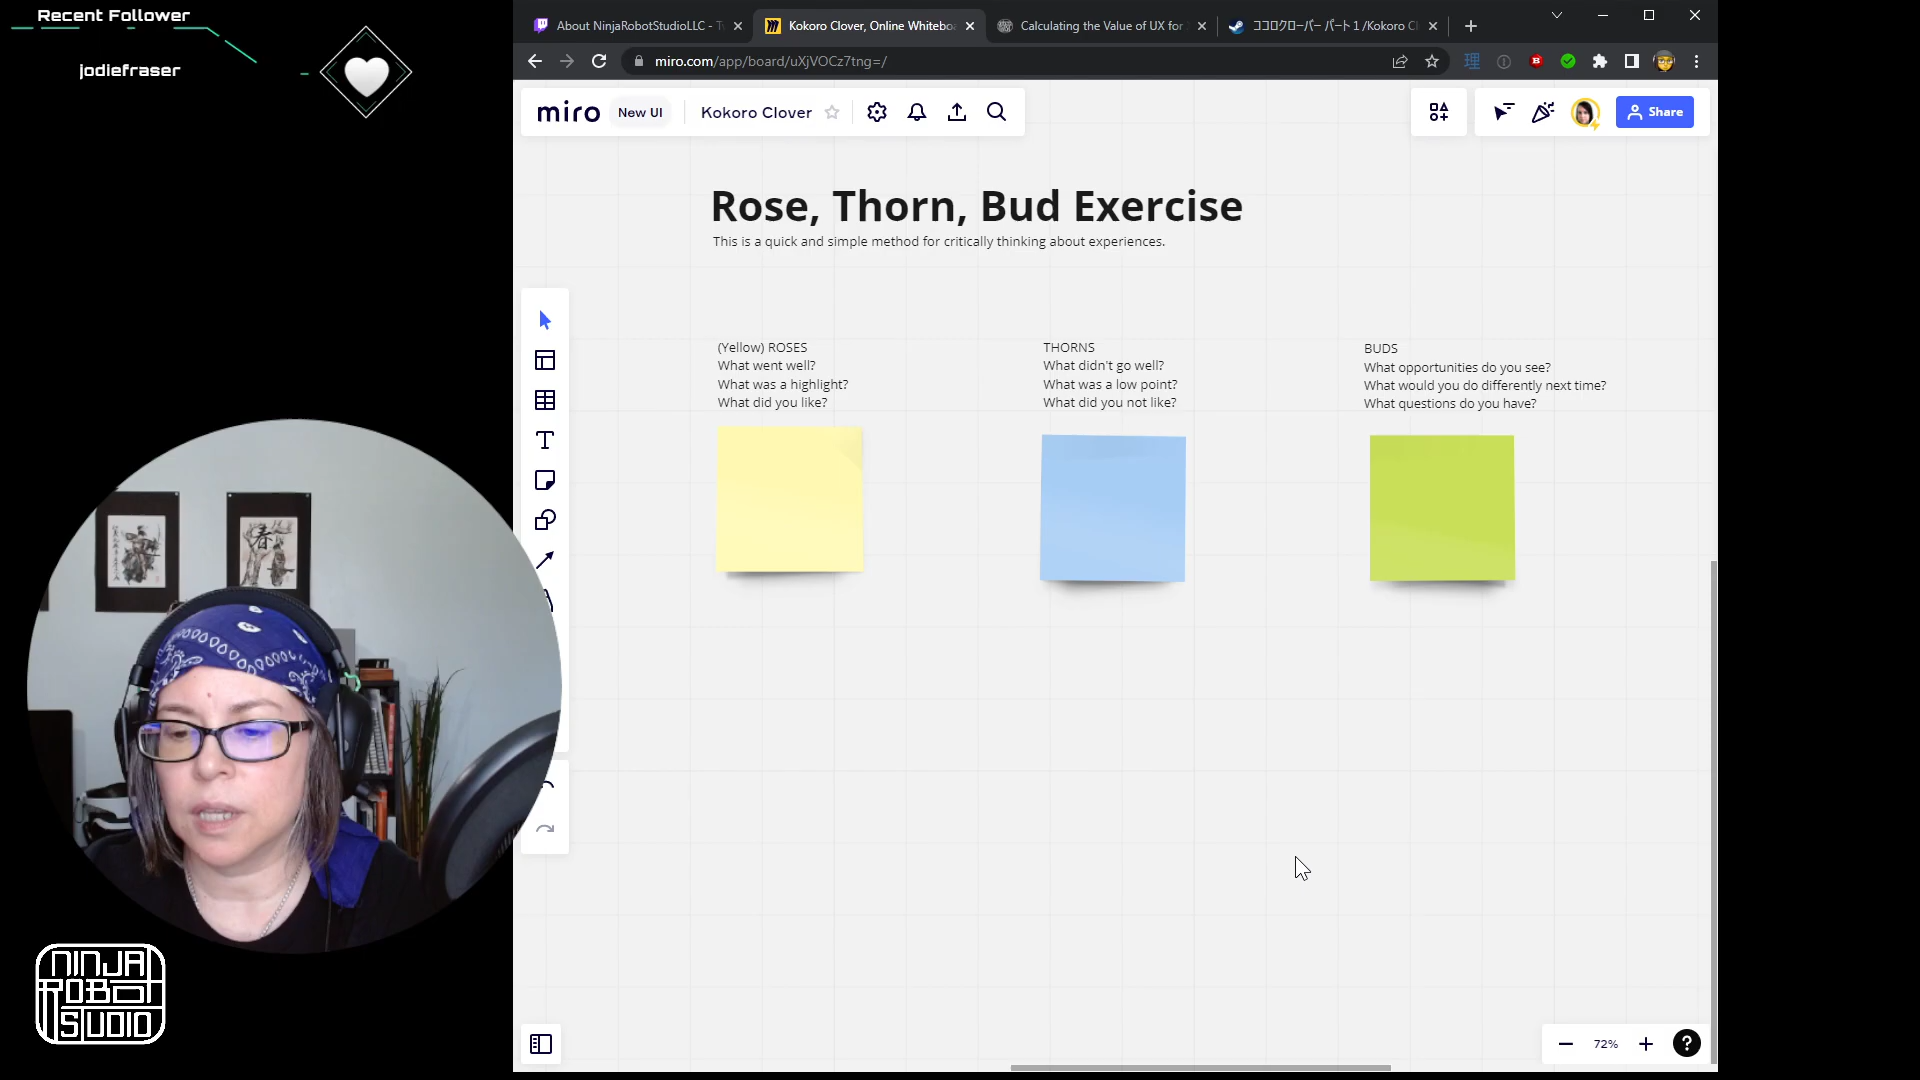 Recent Follower
jodiefraser
About NinjaRobotStudioLLC - Tw
Kokoro Clover, Online Whiteboa
Calculating the Value of UX for
ココロクローバー パート１/Kokoro Cl
miro.com/app/board/uXjVOCz7tng=/
miro
New UI
Kokoro Clover
Share
Rose, Thorn, Bud Exercise
This is a quick and simple method for critically thinking about experiences.
(Yellow) ROSES
What went well?
What was a highlight?
What did you like?
THORNS
What didn't go well?
What was a low point?
What did you not like?
BUDS
What opportunities do you see?
What would you do differently next time?
What questions do you have?
春
NINJA
ROBOT
STUDIO
72%
?